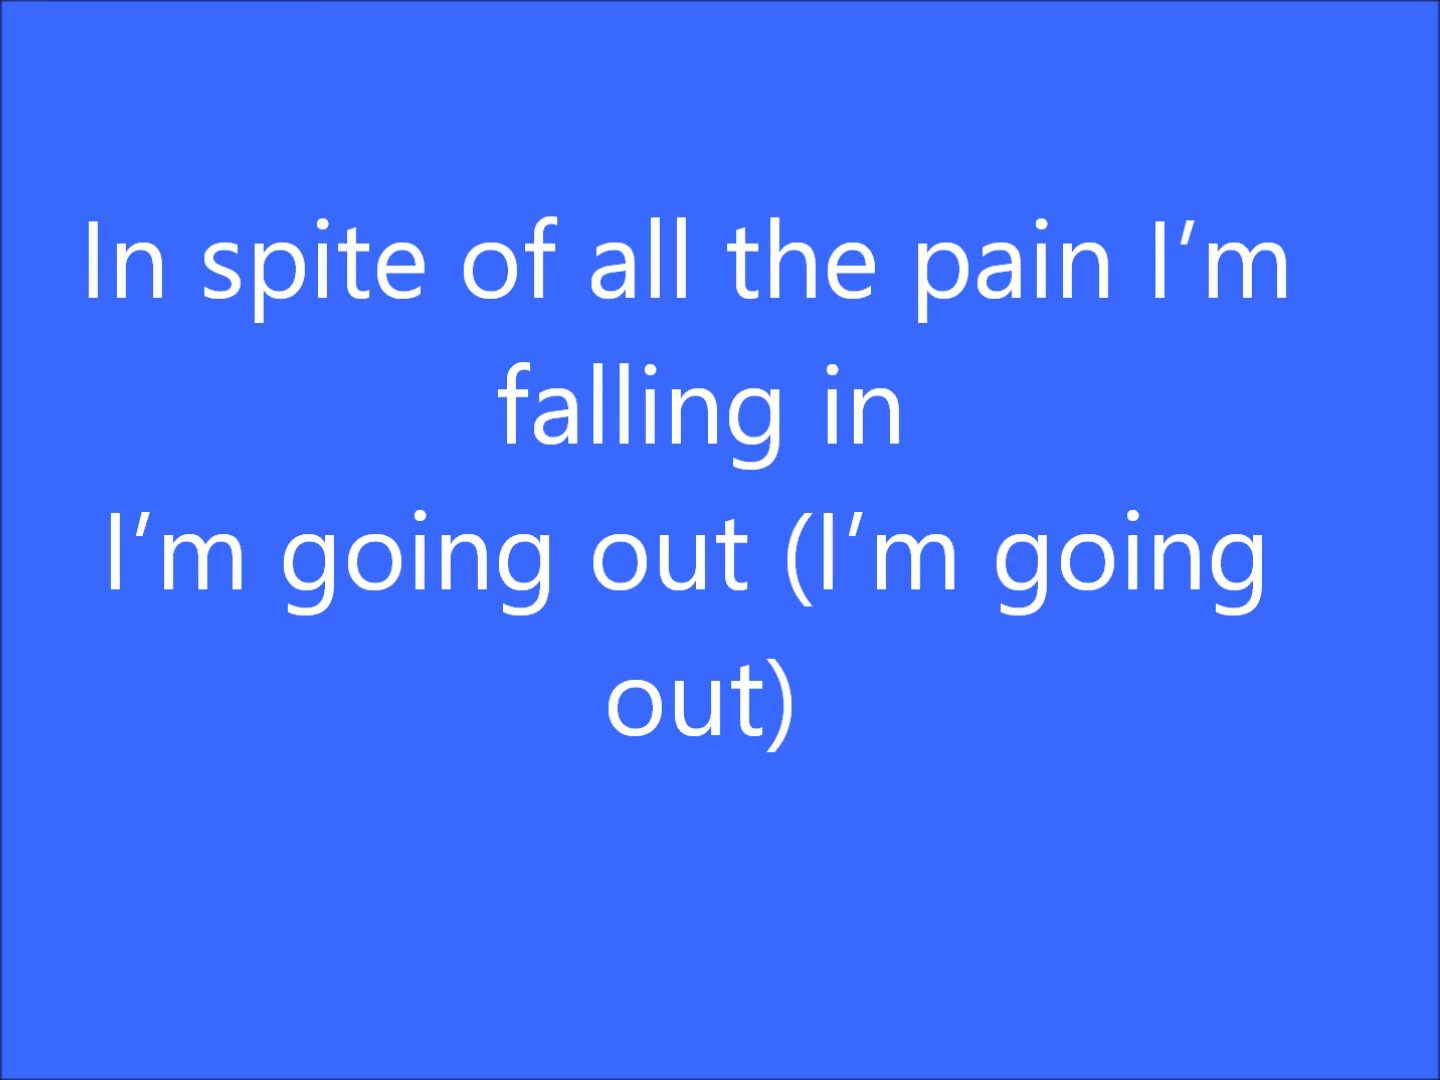 In spite of all the pain I’m
falling in
I’m going out (I’m going
out)